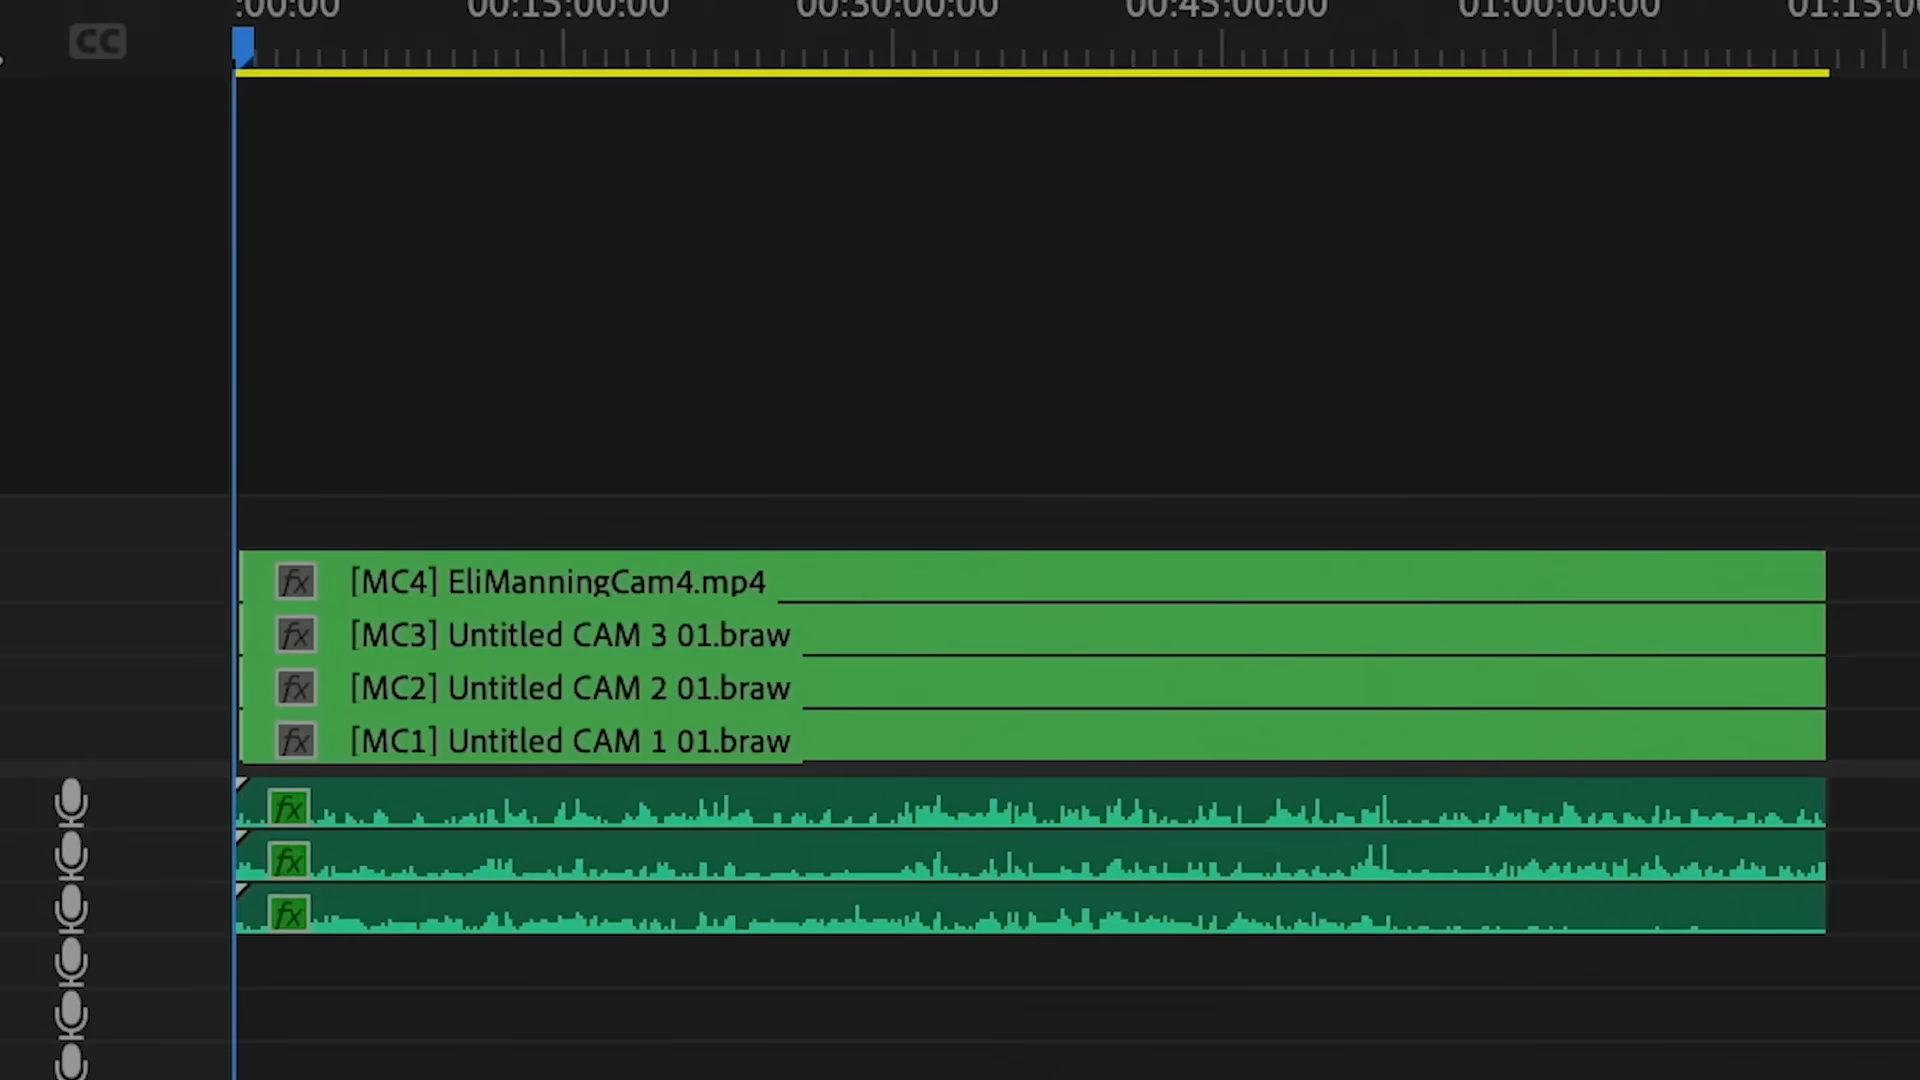 :00:00 00:15:00:00 00:30:00:00 00:45:00:00 01:00:00:00 01:15:0
CC
fx [MC4] EliManningCam4.mp4
fx [MC3] Untitled CAM 3 01.braw
fx [MC2] Untitled CAM 2 01.braw
fx [MC1] Untitled CAM 1 01.braw
fx
fx
fx